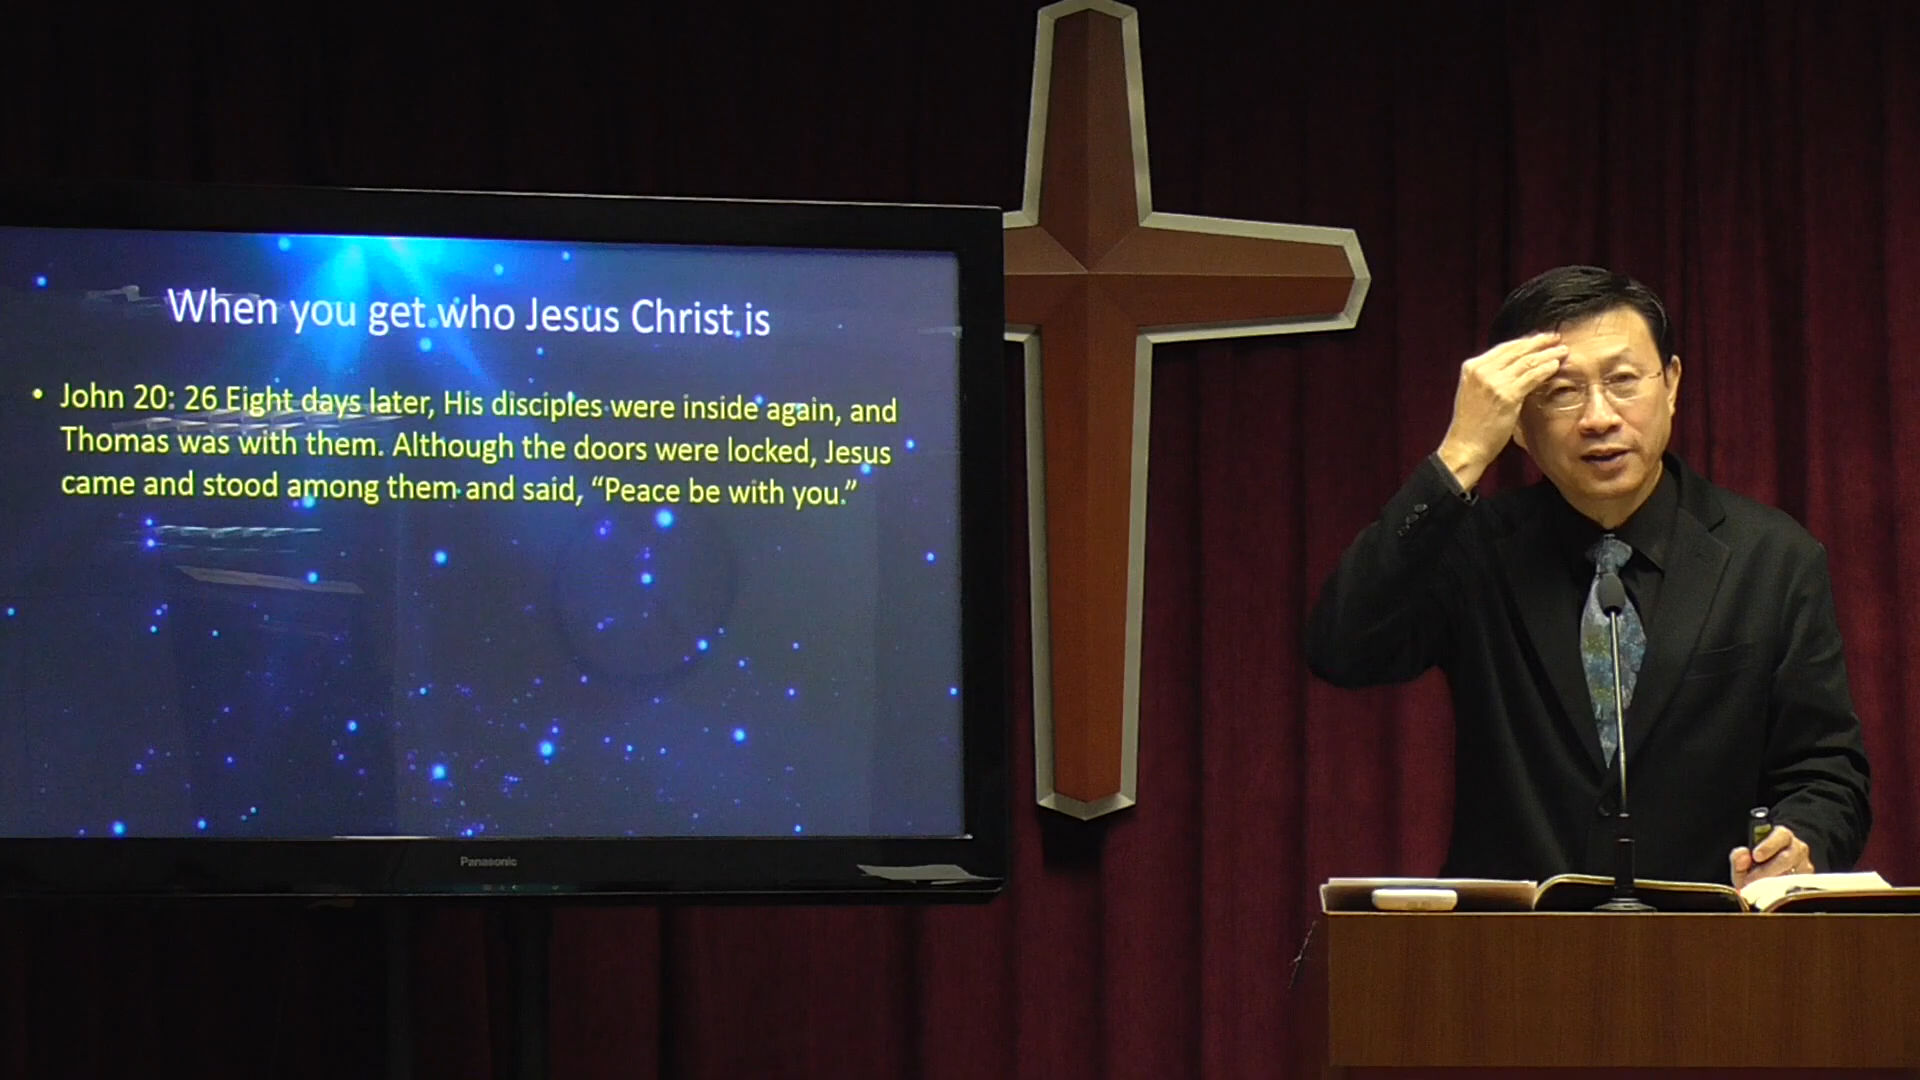 When you get who Jesus Christ is
• John 20: 26 Eight days later, His disciples were inside again, and
Thomas was with them. Although the doors were locked, Jesus
came and stood among them and said, “Peace be with you.”
Panasonic